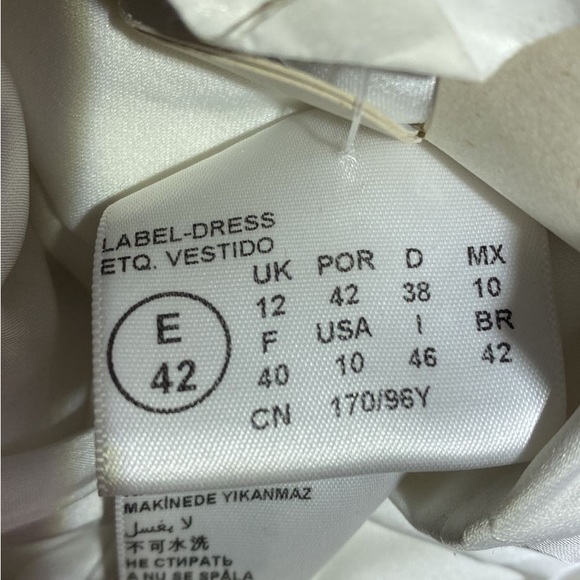 LABEL-DRESS
ETQ. VESTIDO
E
42
UK POR D MX
12 42 38 10
F USA I BR
40 10 46 42
CN 170/96Y
MAKİNEDE YIKANMAZ
لا يغسل
不可水洗
НЕ СТИРАТЬ
A NU SE SPĂLA